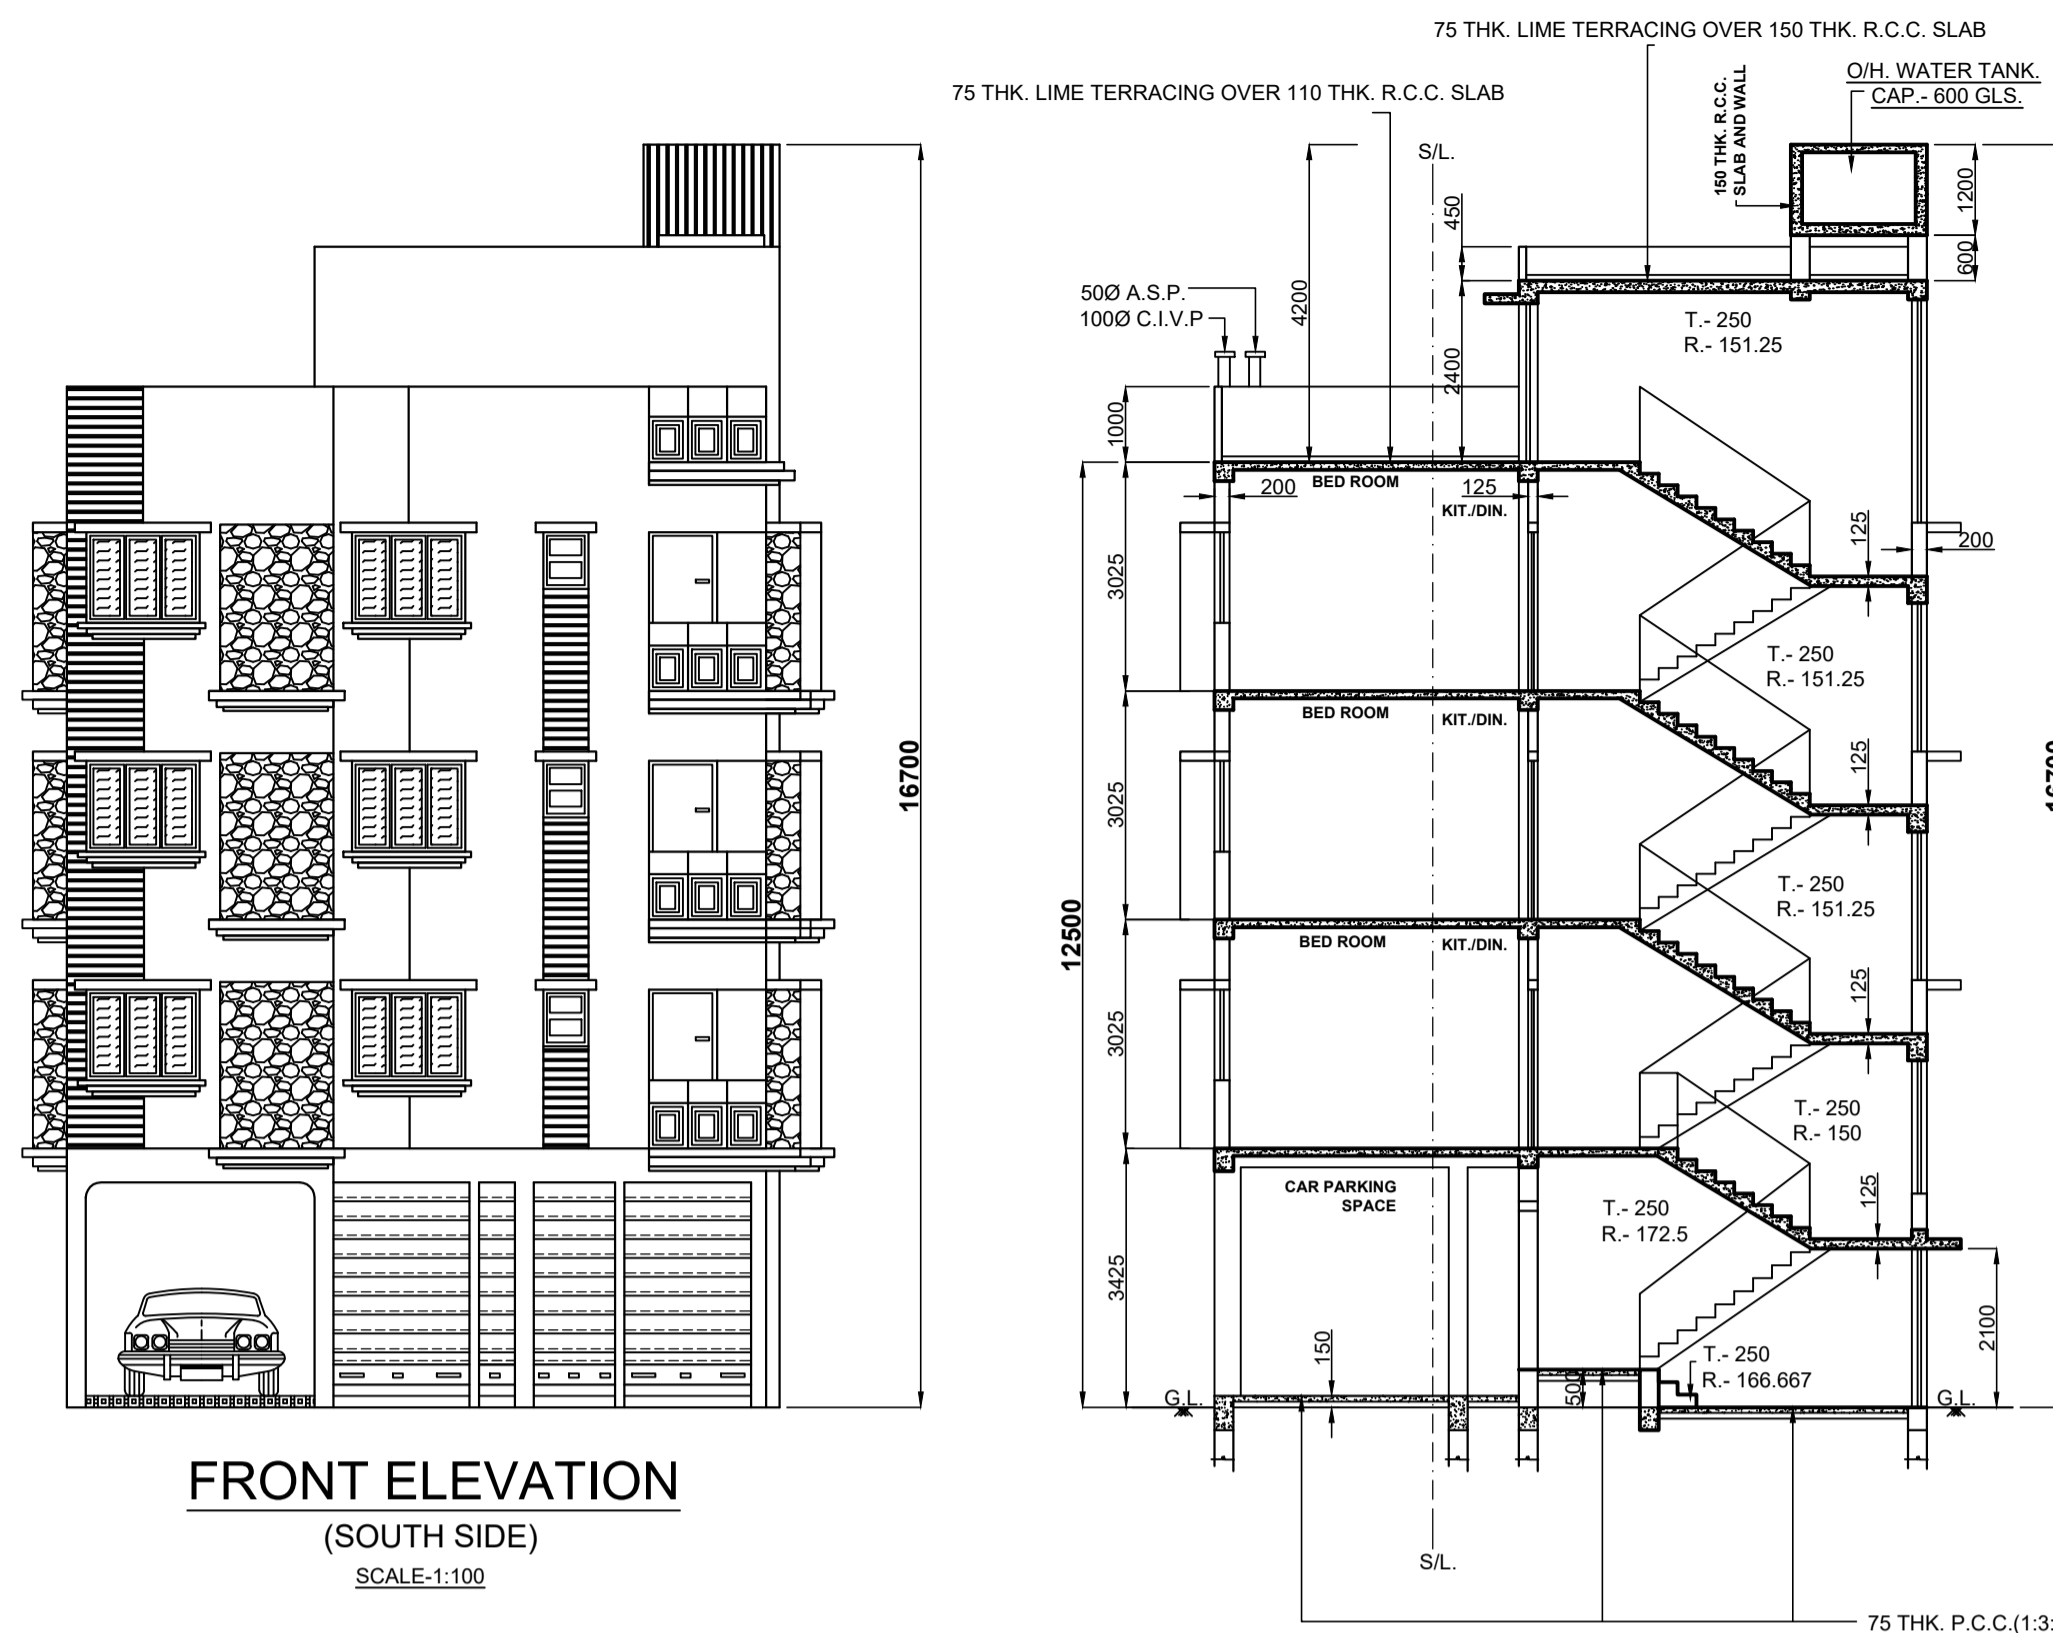 75 THK. LIME TERRACING OVER 150 THK. R.C.C. SLAB
O/H. WATER TANK.
CAP.- 600 GLS.
75 THK. LIME TERRACING OVER 110 THK. R.C.C. SLAB
150 THK. R.C.C.
SLAB AND WALL
S/L.
1200
450
600
4200
50Ø A.S.P.
100Ø C.I.V.P
T.- 250
R.- 151.25
2400
1000
BED ROOM
200
125
KIT./DIN.
125
200
3025
T.- 250
R.- 151.25
BED ROOM
KIT./DIN.
16700
125
3025
T.- 250
R.- 151.25
12500
BED ROOM
KIT./DIN.
125
3025
T.- 250
R.- 150
CAR PARKING
SPACE
T.- 250
R.- 172.5
125
3425
2100
150
T.- 250
R.- 166.667
500
G.L.
G.L.
FRONT ELEVATION
(SOUTH SIDE)
SCALE-1:100
S/L.
75 THK. P.C.C.(1:3: